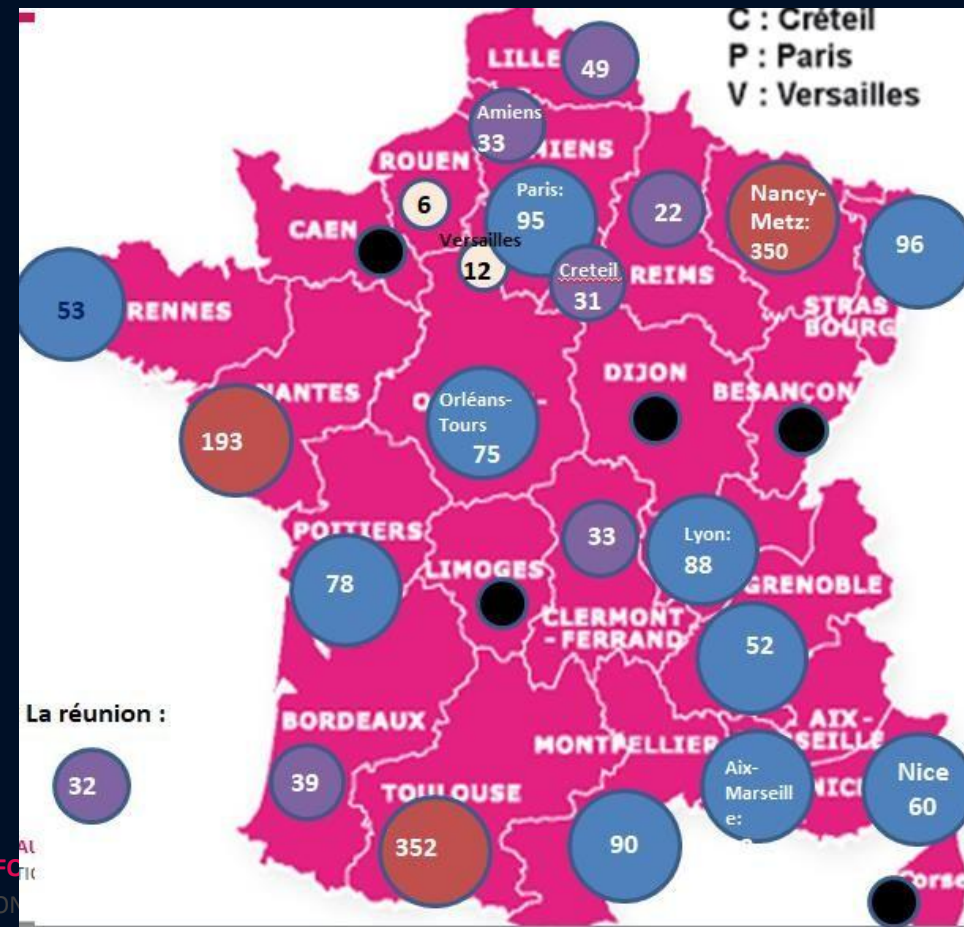 C : Créteil
P : Paris
V : Versailles
LILLE
49
Amiens
33
MIENS
ROUEN
6
Paris:
95
22
Nancy-
Metz:
350
96
CAEN
Versailles
12
Creteil
31
REIMS
STRAS
BOURG
53
RENNES
NANTES
193
Orléans-
Tours
75
DIJON
BESANÇON
POITIERS
78
LIMOGES
33
CLERMONT
-FERRAND
Lyon:
88
GRENOBLE
52
La réunion :
32
BORDEAUX
39
TOULOUSE
352
MONTPELLIER
90
AIX-
SEILLE
Aix-
Marseill
e:
NICE
Nice
60
Corse